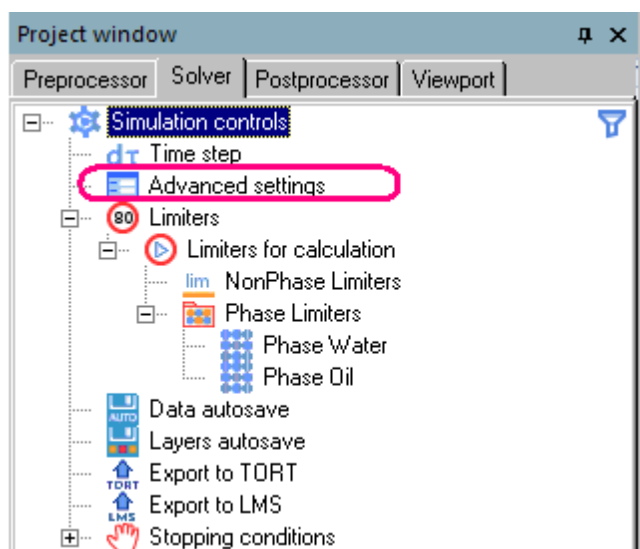 Project window
Preprocessor Solver Postprocessor Viewport
Simulation controls
dτ Time step
Advanced settings
80 Limiters
Limiters for calculation
lim NonPhase Limiters
Phase Limiters
Phase Water
Phase Oil
AUTO Data autosave
Layers autosave
TORT Export to TORT
LMS Export to LMS
Stopping conditions